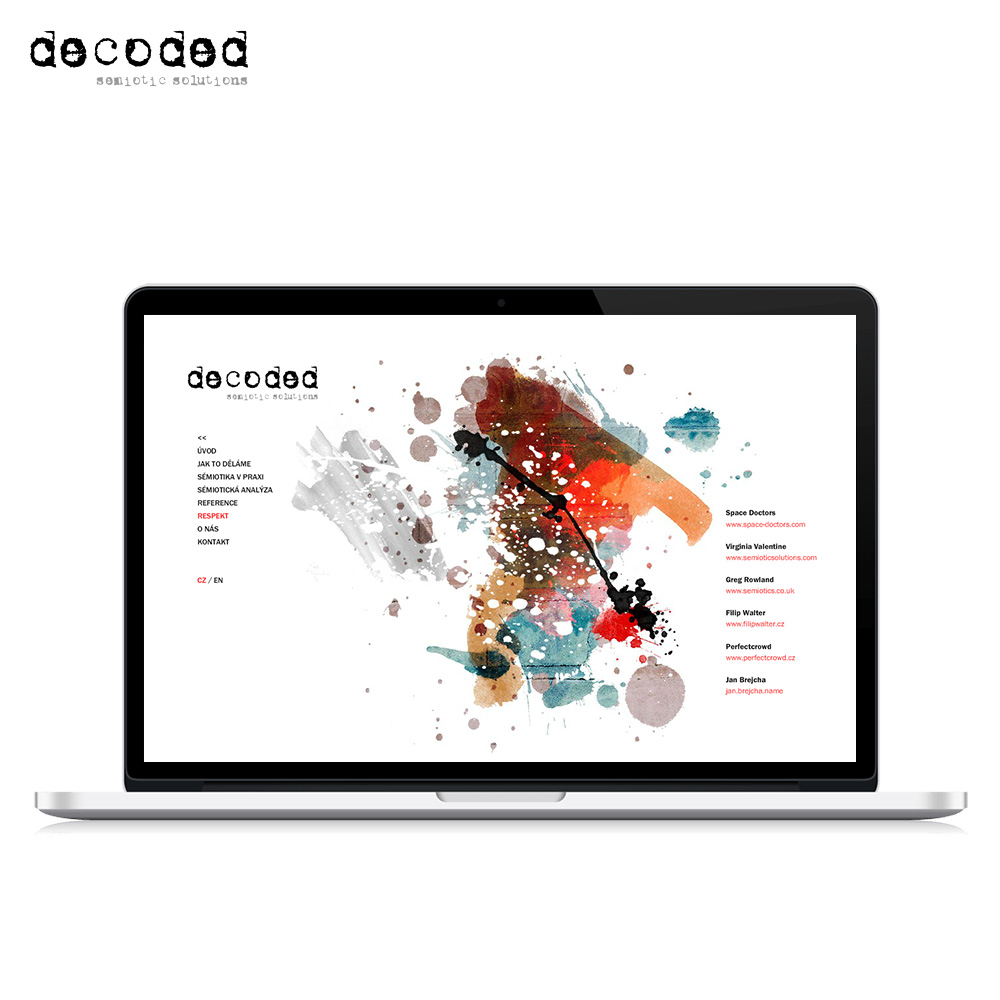 decoded
semiotic solutions
decoded
semiotic solutions
<<
ÚVOD
JAK TO DĚLÁME
SÉMIOTIKA V PRAXI
SÉMIOTICKÁ ANALÝZA
REFERENCE
RESPEKT
O NÁS
KONTAKT
CZ / EN
Space Doctors
www.space-doctors.com
Virginia Valentine
www.semioticsolutions.com
Greg Rowland
www.semiotics.co.uk
Filip Walter
www.filipwalter.cz
Perfectcrowd
www.perfectcrowd.cz
Jan Brejcha
jan.brejcha.name